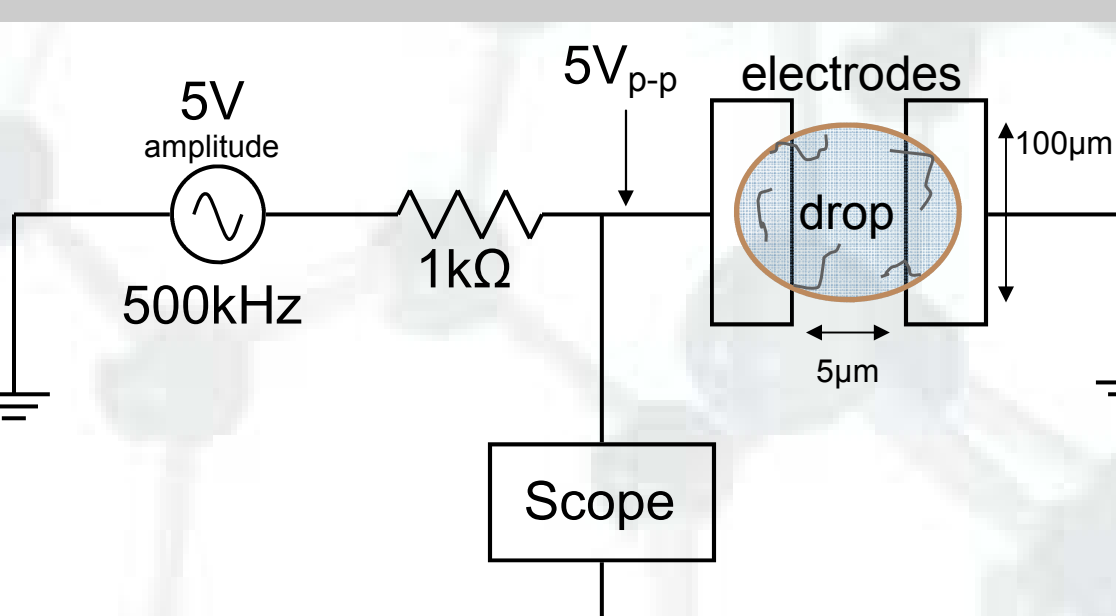 5V
amplitude
500kHz
1kΩ
5Vp-p
electrodes
drop
100μm
5μm
Scope